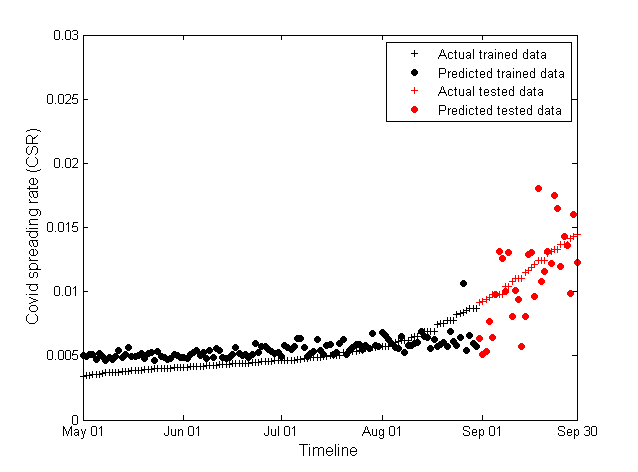 0.03
0.025
0.02
0.015
0.01
0.005
0
Covid spreading rate (CSR)
Actual trained data
Predicted trained data
Actual tested data
Predicted tested data
May 01 Jun 01 Jul 01 Aug 01 Sep 01 Sep 30
Timeline